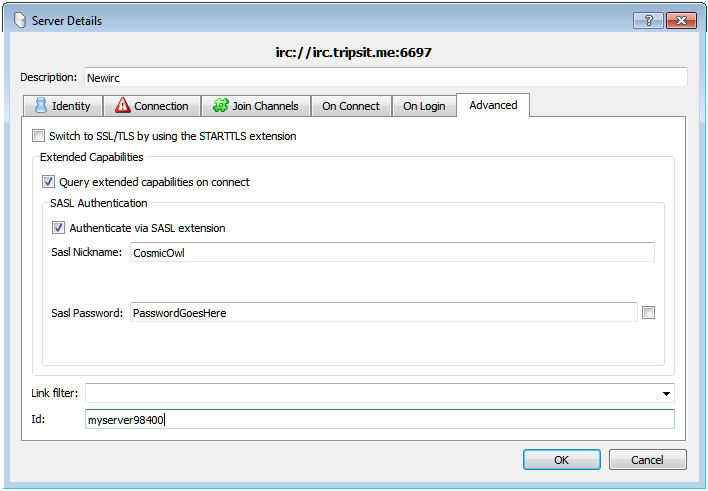 Server Details
irc://irc.tripsit.me:6697
Description: Newirc
Identity Connection Join Channels On Connect On Login Advanced
Switch to SSL/TLS by using the STARTTLS extension
Extended Capabilities
Query extended capabilities on connect
SASL Authentication
Authenticate via SASL extension
Sasl Nickname: CosmicOwl
Sasl Password: PasswordGoesHere
Link filter:
Id: myserver98400
OK Cancel